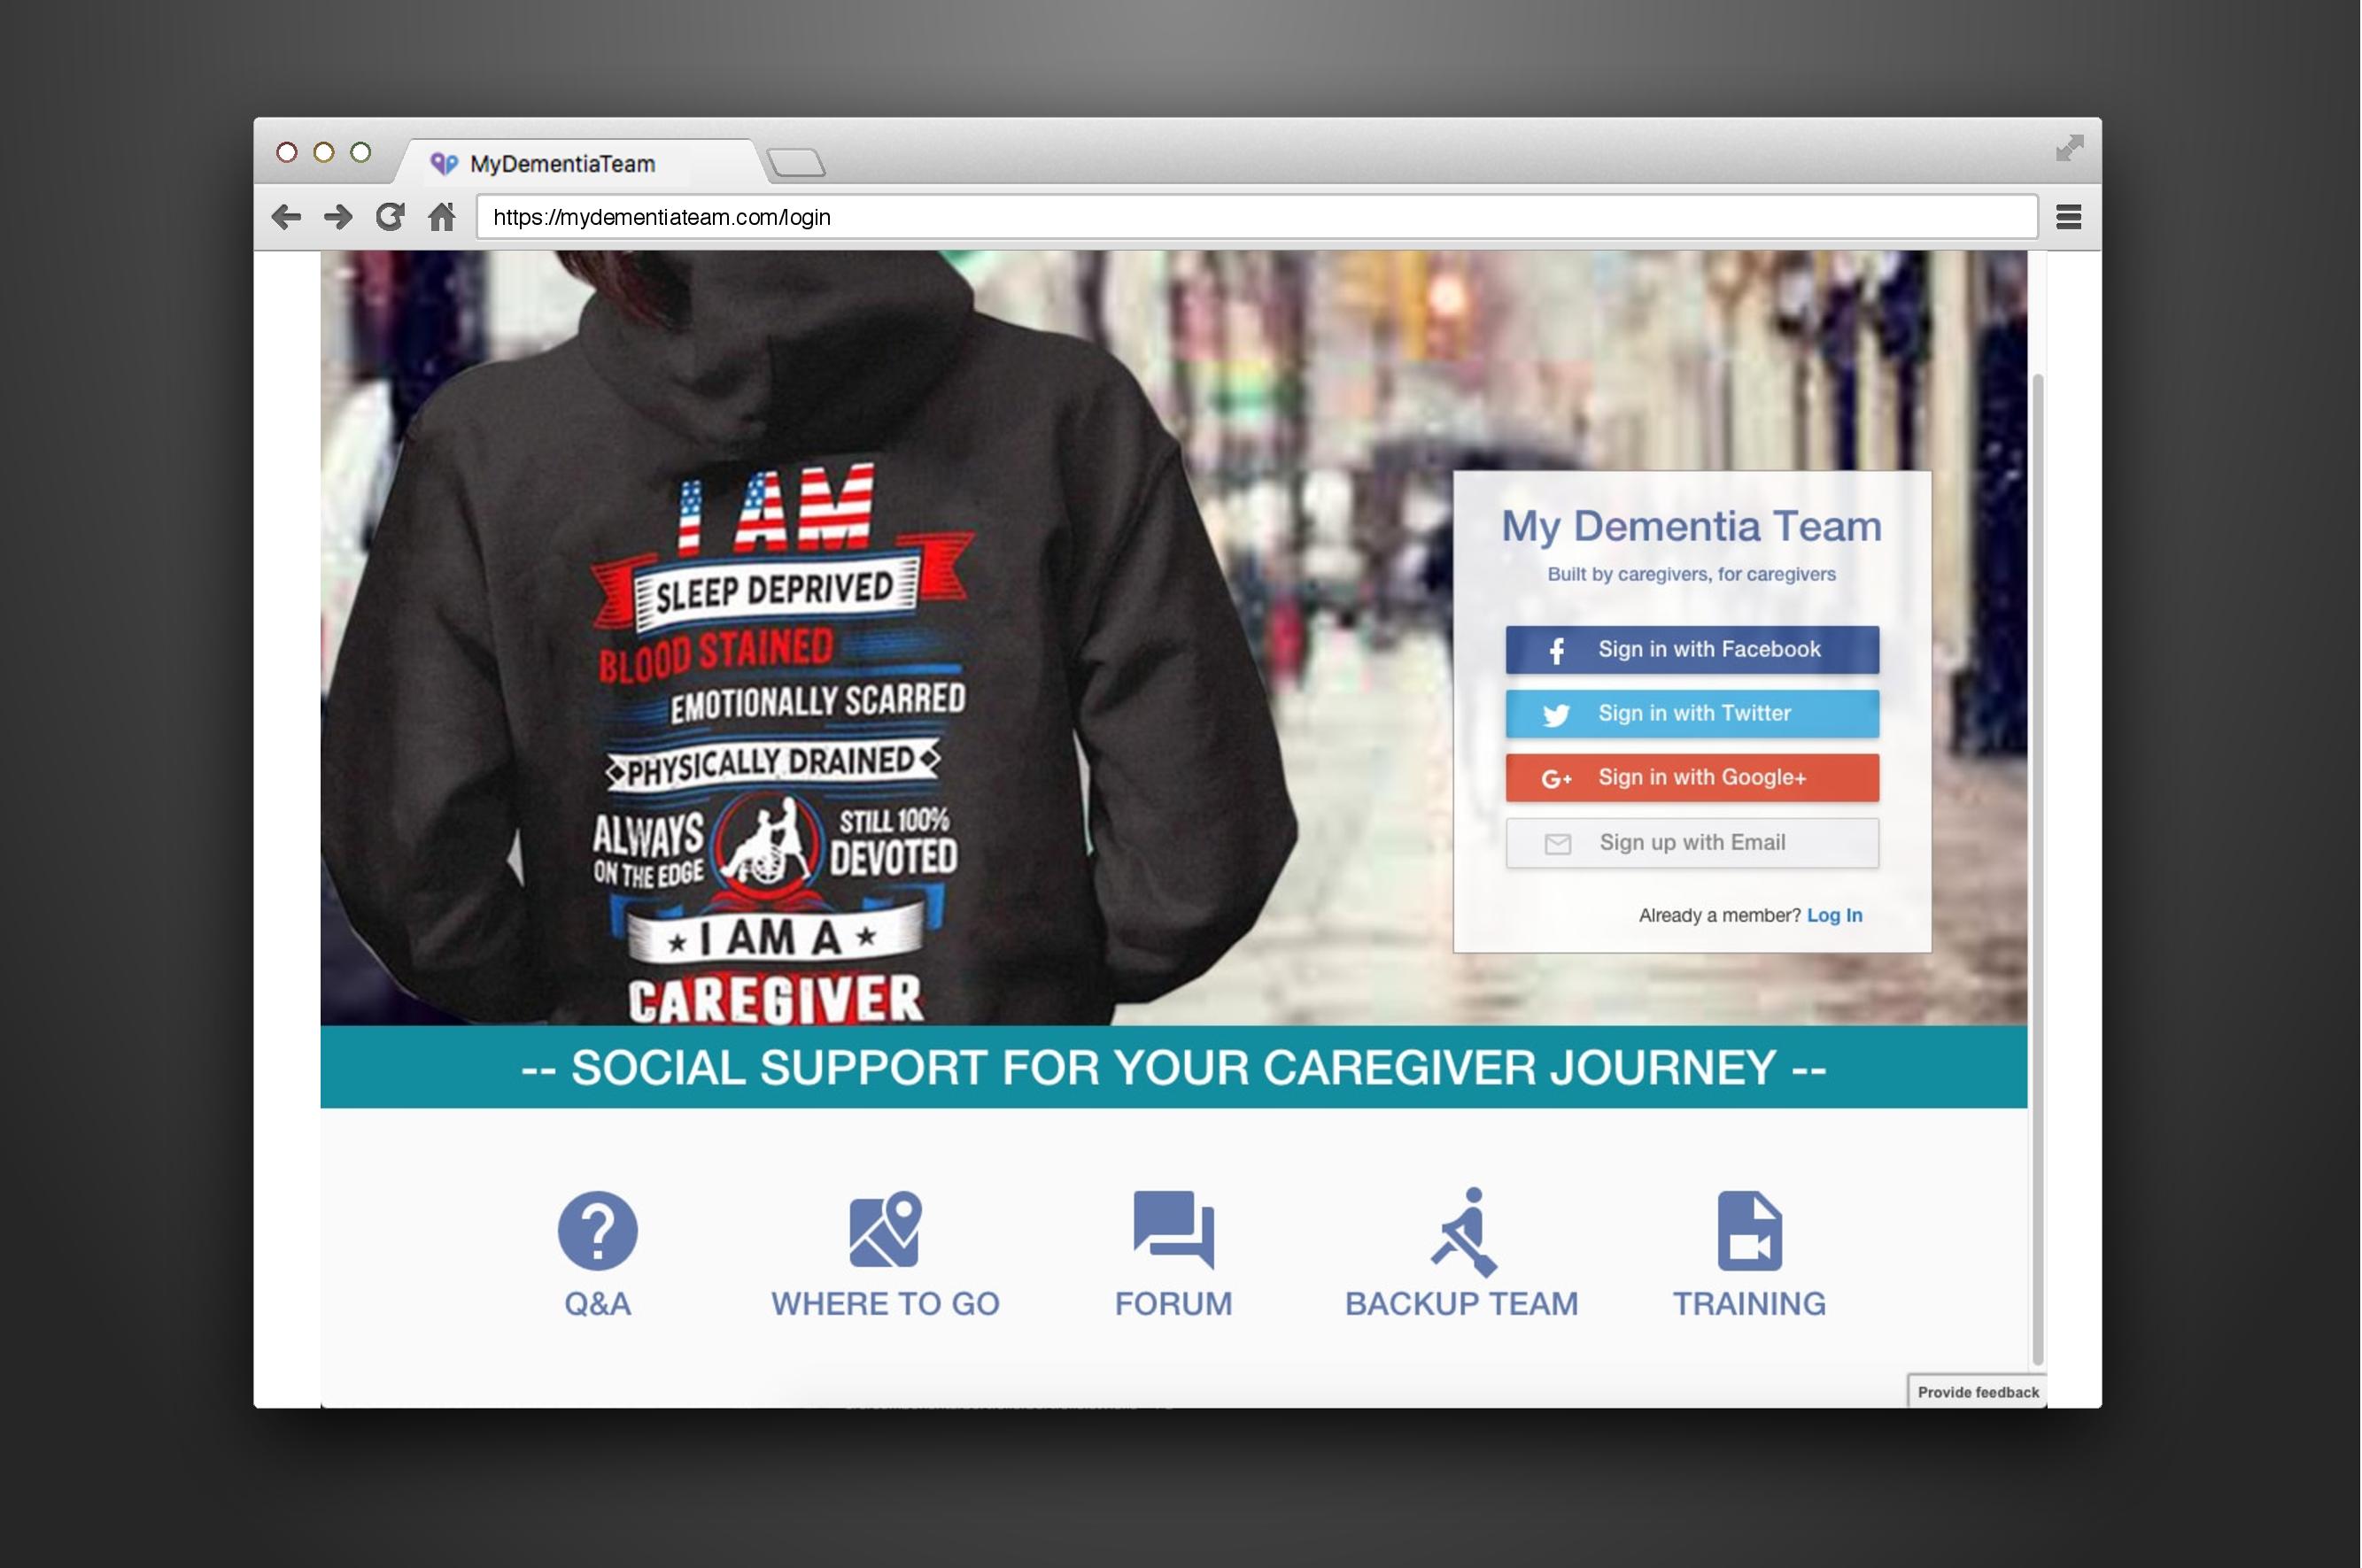 MyDementiaTeam
https://mydementiateam.com/login
I AM
SLEEP DEPRIVED
BLOOD STAINED
EMOTIONALLY SCARRED
PHYSICALLY DRAINED
ALWAYS
ON THE EDGE
STILL 100%
DEVOTED
I AM A
CAREGIVER
My Dementia Team
Built by caregivers, for caregivers
f Sign in with Facebook
Sign in with Twitter
G+ Sign in with Google+
Sign up with Email
Already a member? Log In
-- SOCIAL SUPPORT FOR YOUR CAREGIVER JOURNEY --
?
Q&A
WHERE TO GO
FORUM
BACKUP TEAM
TRAINING
Provide feedback